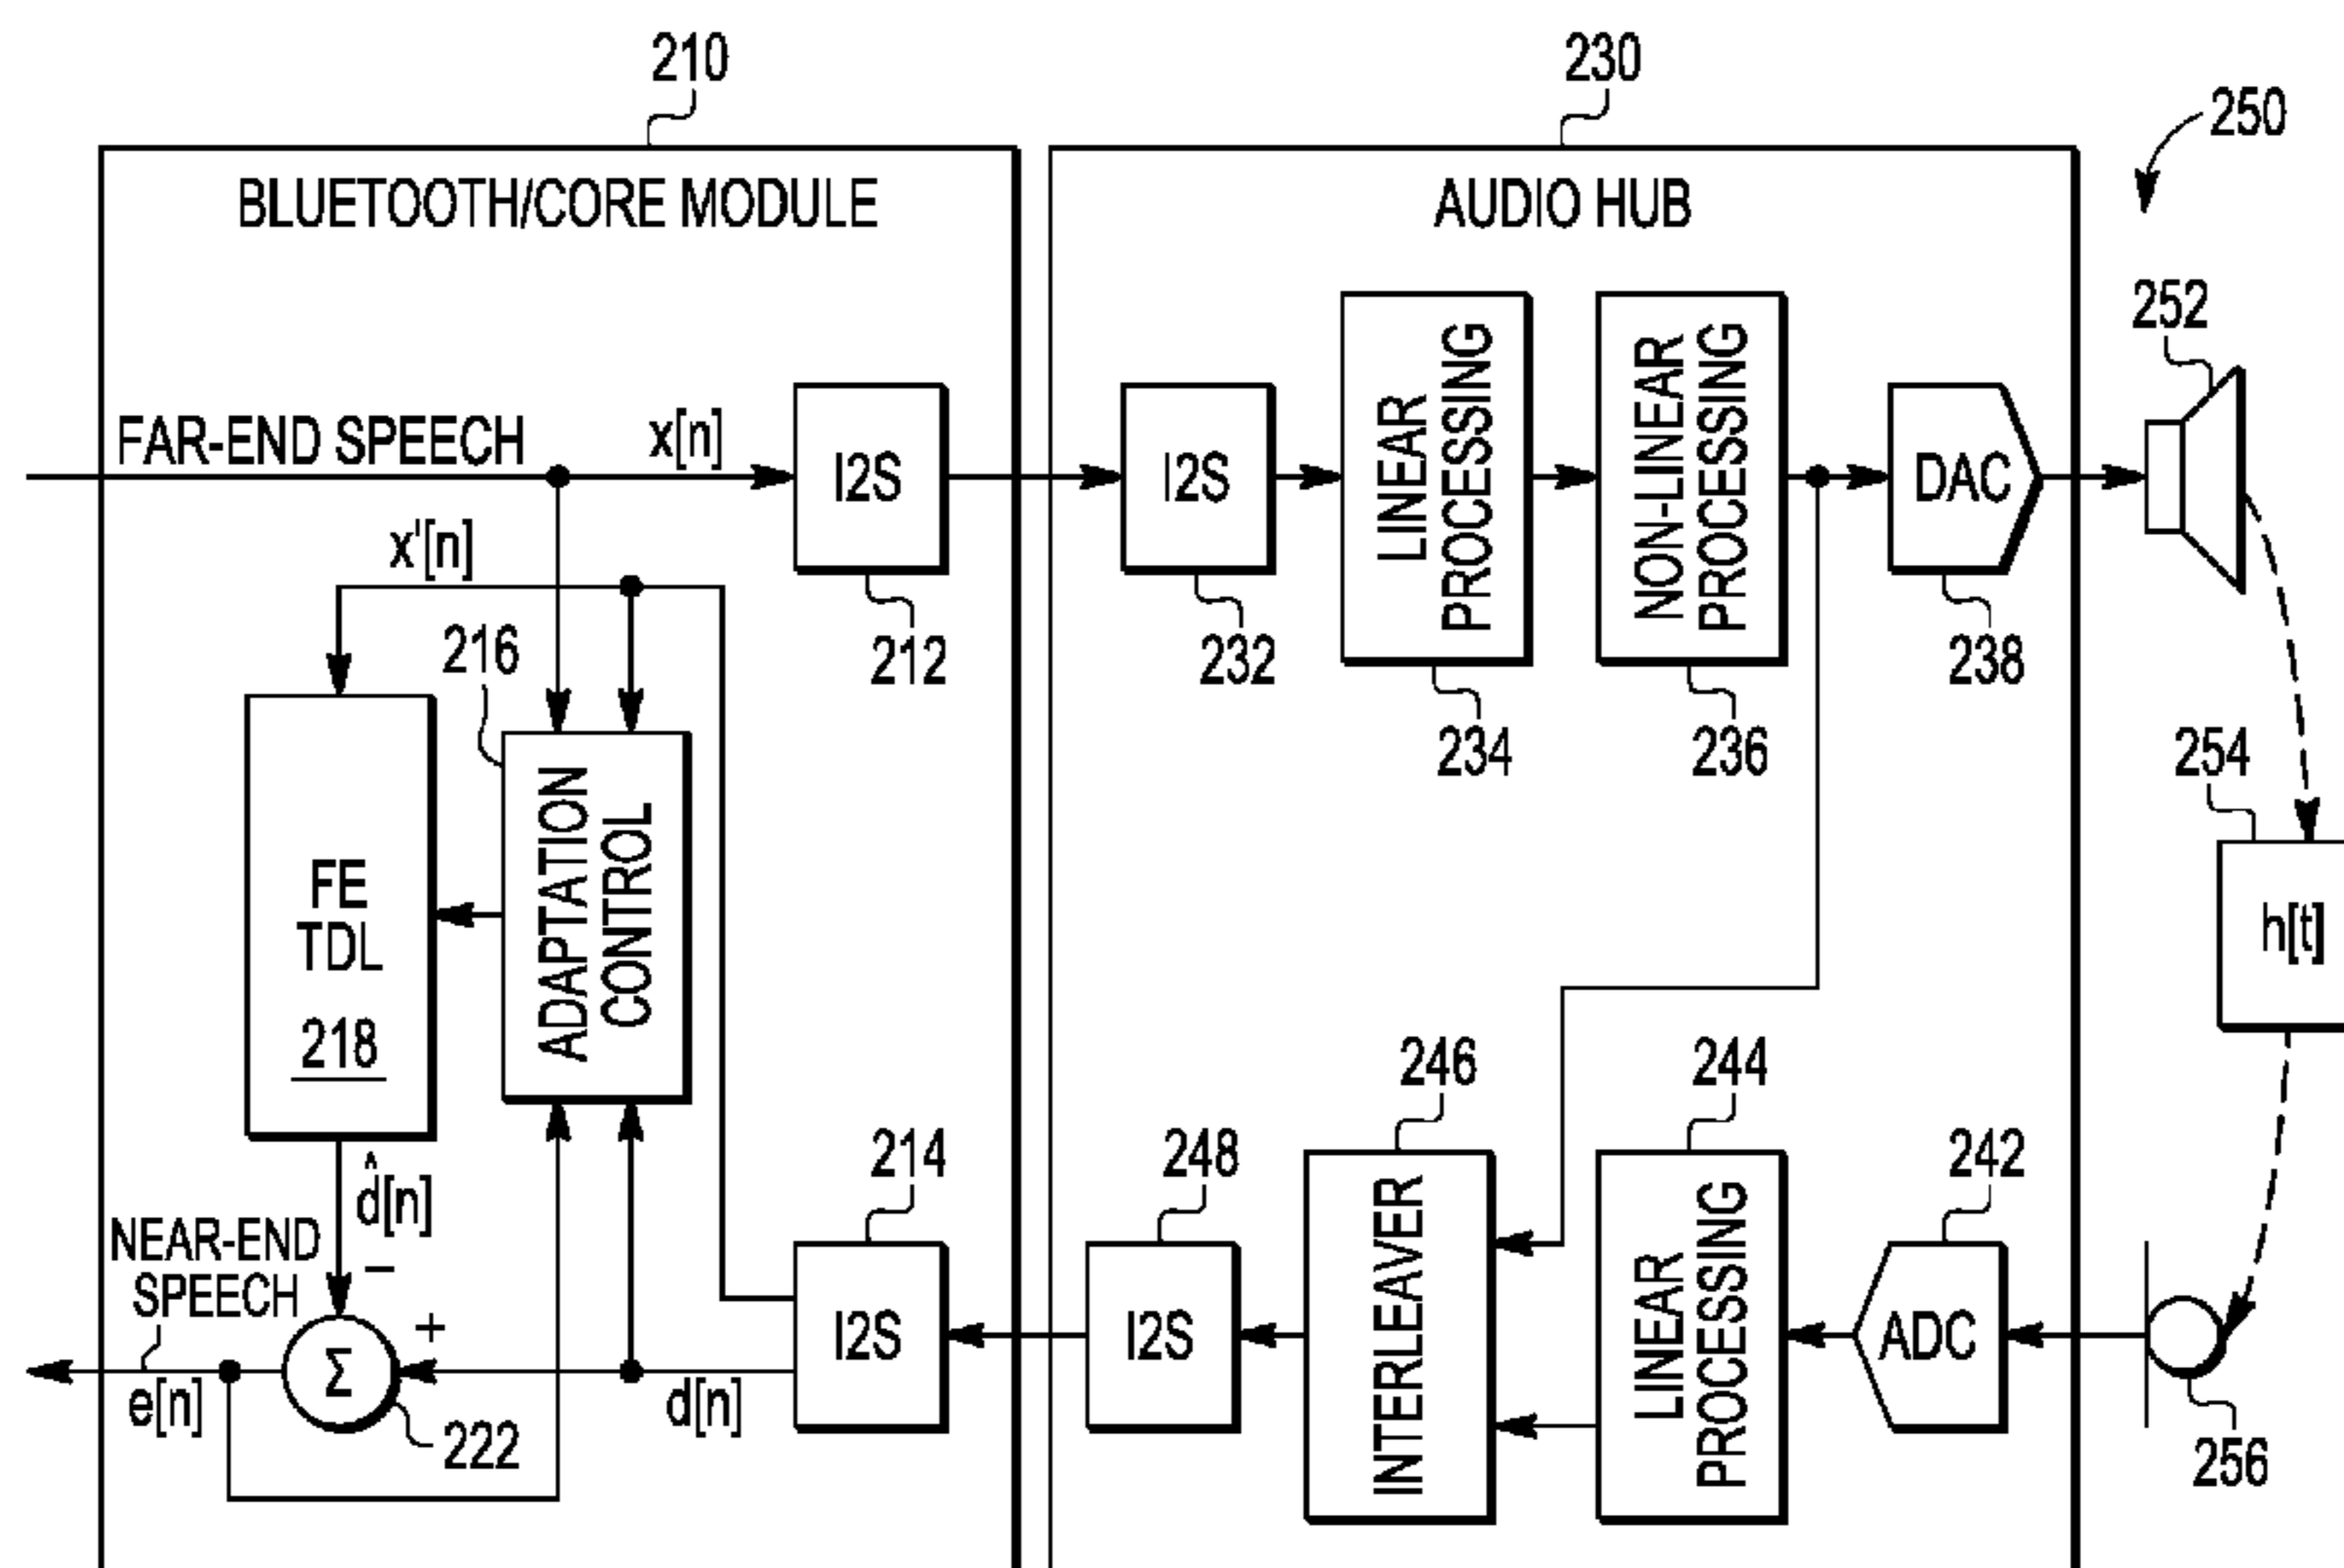 210
230
250
BLUETOOTH/CORE MODULE
AUDIO HUB
252
FAR-END SPEECH
x[n]
I2S
I2S
LINEAR
PROCESSING
NON-LINEAR
PROCESSING
DAC
x'[n]
216
212
232
234
236
238
254
FE
TDL
218
ADAPTATION
CONTROL
h[t]
246
244
214
248
242
d̂[n]
NEAR-END
SPEECH
−
+
Σ
e[n]
222
d[n]
I2S
I2S
INTERLEAVER
LINEAR
PROCESSING
ADC
256